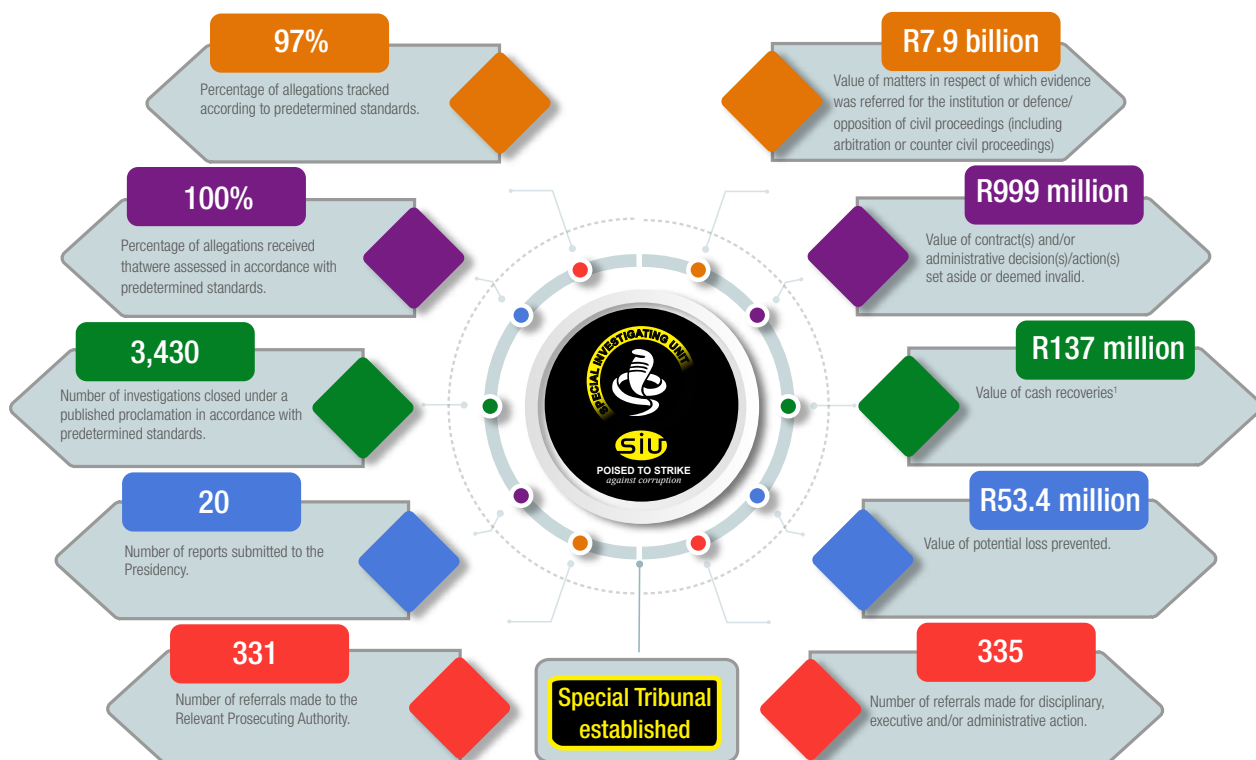 97%
Percentage of allegations tracked
according to predetermined standards.
R7.9 billion
Value of matters in respect of which evidence
was referred for the institution or defence/
opposition of civil proceedings (including
arbitration or counter civil proceedings)
100%
Percentage of allegations received
thatwere assessed in accordance with
predetermined standards.
R999 million
Value of contract(s) and/or
administrative decision(s)/action(s)
set aside or deemed invalid.
3,430
Number of investigations closed under a
published proclamation in accordance with
predetermined standards.
SPECIAL INVESTIGATING UNIT
siu
POISED TO STRIKE
against corruption
R137 million
Value of cash recoveries¹
20
Number of reports submitted to the
Presidency.
R53.4 million
Value of potential loss prevented.
331
Number of referrals made to the
Relevant Prosecuting Authority.
Special Tribunal
established
335
Number of referrals made for disciplinary,
executive and/or administrative action.